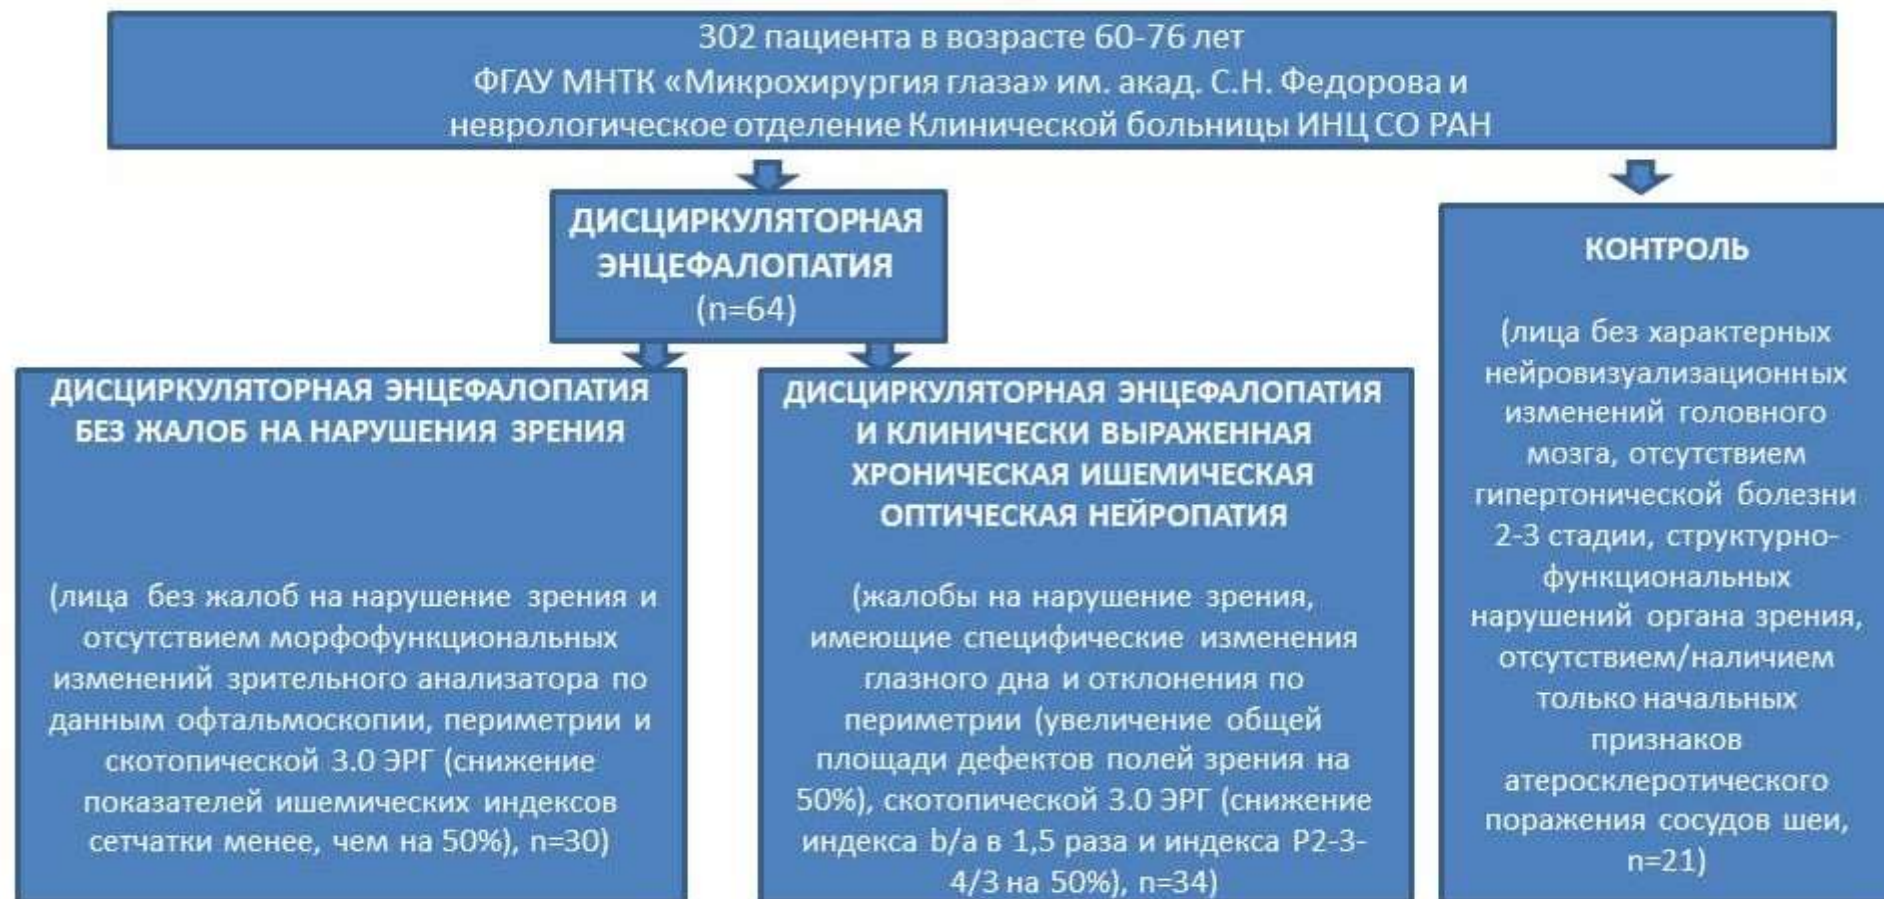 302 пациента в возрасте 60-76 лет
ФГАУ МНТК «Микрохирургия глаза» им. акад. С.Н. Федорова и
неврологическое отделение Клинической больницы ИНЦ СО РАН
ДИСЦИРКУЛЯТОРНАЯ
ЭНЦЕФАЛОПАТИЯ
(n=64)
ДИСЦИРКУЛЯТОРНАЯ ЭНЦЕФАЛОПАТИЯ
БЕЗ ЖАЛОБ НА НАРУШЕНИЯ ЗРЕНИЯ
(лица без жалоб на нарушение зрения и
отсутствием морфофункциональных
изменений зрительного анализатора по
данным офтальмоскопии, периметрии и
скотопической 3.0 ЭРГ (снижение
показателей ишемических индексов
сетчатки менее, чем на 50%), n=30)
ДИСЦИРКУЛЯТОРНАЯ ЭНЦЕФАЛОПАТИЯ
И КЛИНИЧЕСКИ ВЫРАЖЕННАЯ
ХРОНИЧЕСКАЯ ИШЕМИЧЕСКАЯ
ОПТИЧЕСКАЯ НЕЙРОПАТИЯ
(жалобы на нарушение зрения,
имеющие специфические изменения
глазного дна и отклонения по
периметрии (увеличение общей
площади дефектов полей зрения на
50%), скотопической 3.0 ЭРГ (снижение
индекса b/a в 1,5 раза и индекса P2-3-
4/3 на 50%), n=34)
КОНТРОЛЬ
(лица без характерных
нейровизуализационных
изменений головного
мозга, отсутствием
гипертонической болезни
2-3 стадии, структурно-
функциональных
нарушений органа зрения,
отсутствием/наличием
только начальных
признаков
атеросклеротического
поражения сосудов шеи,
n=21)